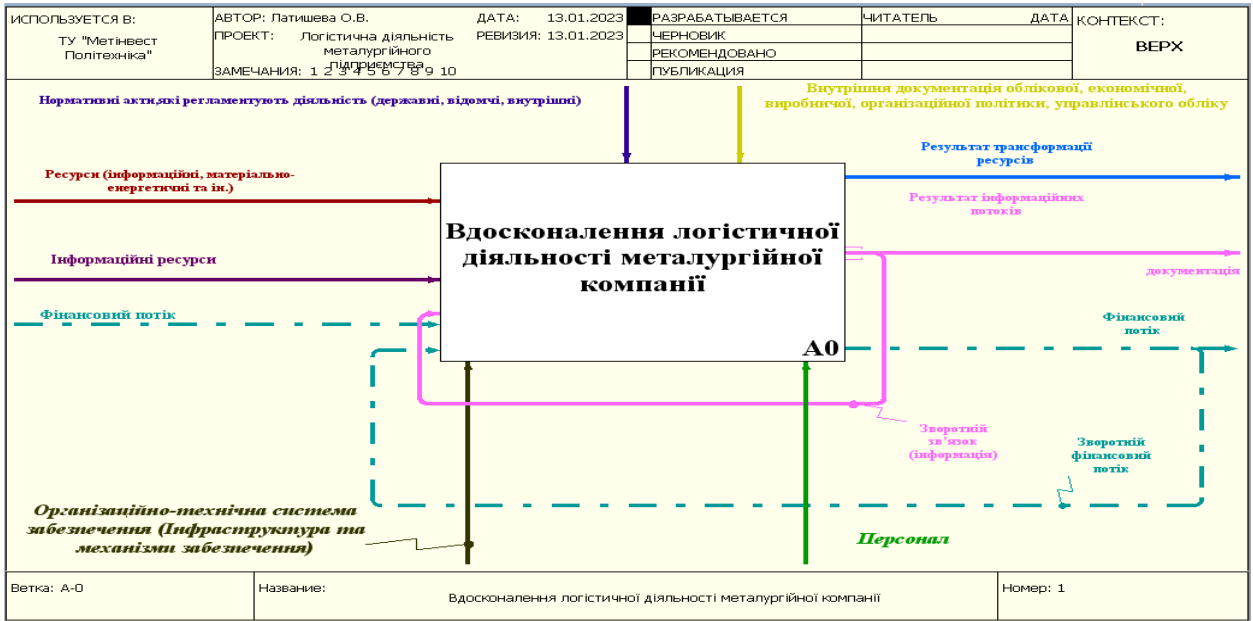 ИСПОЛЬЗУЕТСЯ В:
ТУ "Метінвест
Політехніка"
АВТОР: Латишева О.В.
ДАТА: 13.01.2023
ПРОЕКТ: Логістична діяльність
металургійного
підприємства
РЕВИЗИЯ: 13.01.2023
ЗАМЕЧАНИЯ: 1 2 3 4 5 6 7 8 9 10
РАЗРАБАТЫВАЕТСЯ
ЧЕРНОВИК
РЕКОМЕНДОВАНО
ПУБЛИКАЦИЯ
ЧИТАТЕЛЬ
ДАТА
КОНТЕКСТ:
ВЕРХ
Нормативні акти,які регламентують діяльність (державні, відомчі, внутрішні)
Внутрішня документація облікової, економічної,
виробничої, організаційної політики, управлінського обліку
Результат трансформації
ресурсів
Ресурси (інформаційні, матеріально-
енергетичні та ін.)
Результат інформаційних
потоків
Вдосконалення логістичної
діяльності металургійної
компанії
A0
Інформаційні ресурси
документація
Фінансовий потік
Фінансовий
потік
Зворотній
зв'язок
(інформація)
Зворотній
фінансовий
потік
Організаційно-технічна система
забезпечення (Інфраструктура та
механізми забезпечення)
Персонал
Ветка: A-0
Название:
Вдосконалення логістичної діяльності металургійної компанії
Номер: 1